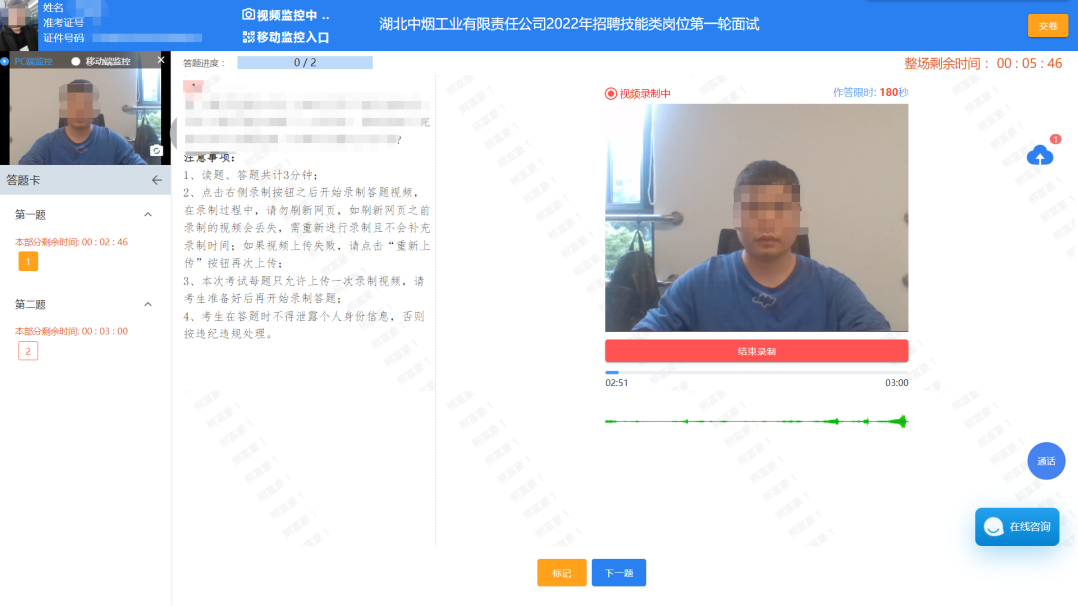 姓名
准考证号
证件号码
视频监控中 ..
移动监控入口
湖北中烟工业有限责任公司2022年招聘技能类岗位第一轮面试
交卷
PC端监控
移动端监控
答题进度：
0 / 2
整场剩余时间： 00 : 05 : 46
答题卡
第一题
本部分剩余时间: 00 : 02 : 46
1
第二题
本部分剩余时间: 00 : 03 : 00
2
?
注意事项：
1、读题、答题共计3分钟；
2、点击右侧录制按钮之后开始录制答题视频，
在录制过程中，请勿刷新网页，如刷新网页之前
录制的视频会丢失，需重新进行录制且不会补充
录制时间；如果视频上传失败，请点击“重新上
传”按钮再次上传；
3、本次考试每题只允许上传一次录制视频，请
考生准备好后再开始录制答题；
4、考生在答题时不得泄露个人身份信息，否则
按违纪违规处理。
视频录制中
作答限时: 180秒
结束录制
02:51
03:00
1
通话
在线咨询
标记
下一题